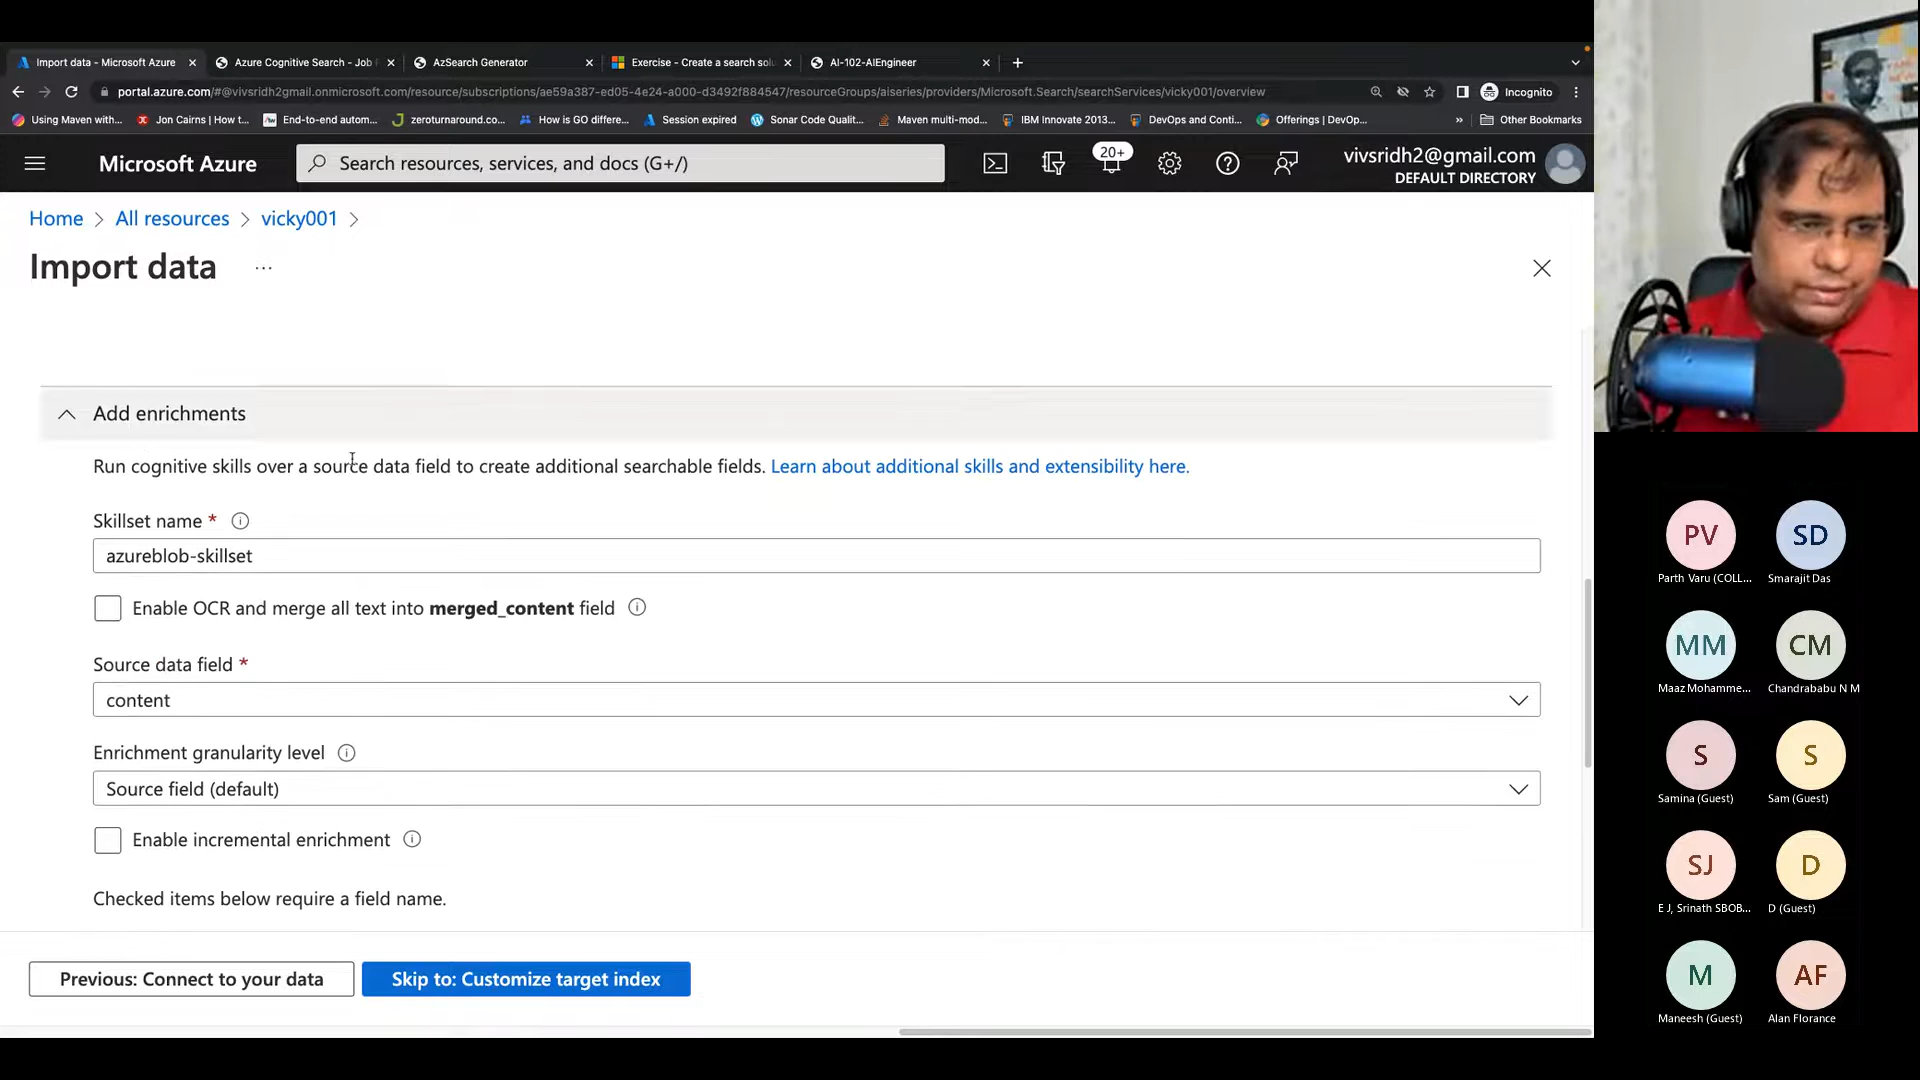 Import data - Microsoft Azure
Azure Cognitive Search - Job F
AzSearch Generator
Exercise - Create a search solu
AI-102-AIEngineer
portal.azure.com/#@vivsridh2gmail.onmicrosoft.com/resource/subscriptions/ae59a387-ed05-4e24-a000-d3492f884547/resourceGroups/aiseries/providers/Microsoft.Search/searchServices/vicky001/overview
Incognito
Using Maven with...
Jon Cairns | How t...
End-to-end autom...
zeroturnaround.co...
How is GO differe...
Session expired
Sonar Code Qualit...
Maven multi-mod...
IBM Innovate 2013...
DevOps and Conti...
Offerings | DevOp...
»
Other Bookmarks
Microsoft Azure
Search resources, services, and docs (G+/)
20+
vivsridh2@gmail.com
DEFAULT DIRECTORY
Home > All resources > vicky001 >
Import data ...
Add enrichments
Run cognitive skills over a source data field to create additional searchable fields. Learn about additional skills and extensibility here.
Skillset name *
azureblob-skillset
Enable OCR and merge all text into merged_content field
Source data field *
content
Enrichment granularity level
Source field (default)
Enable incremental enrichment
Checked items below require a field name.
Previous: Connect to your data
Skip to: Customize target index
PV
Parth Varu (COLL...
SD
Smarajit Das
MM
Maaz Mohamme...
CM
Chandrababu N M
S
Samina (Guest)
S
Sam (Guest)
SJ
E J, Srinath SBOB...
D
D (Guest)
M
Maneesh (Guest)
AF
Alan Florance